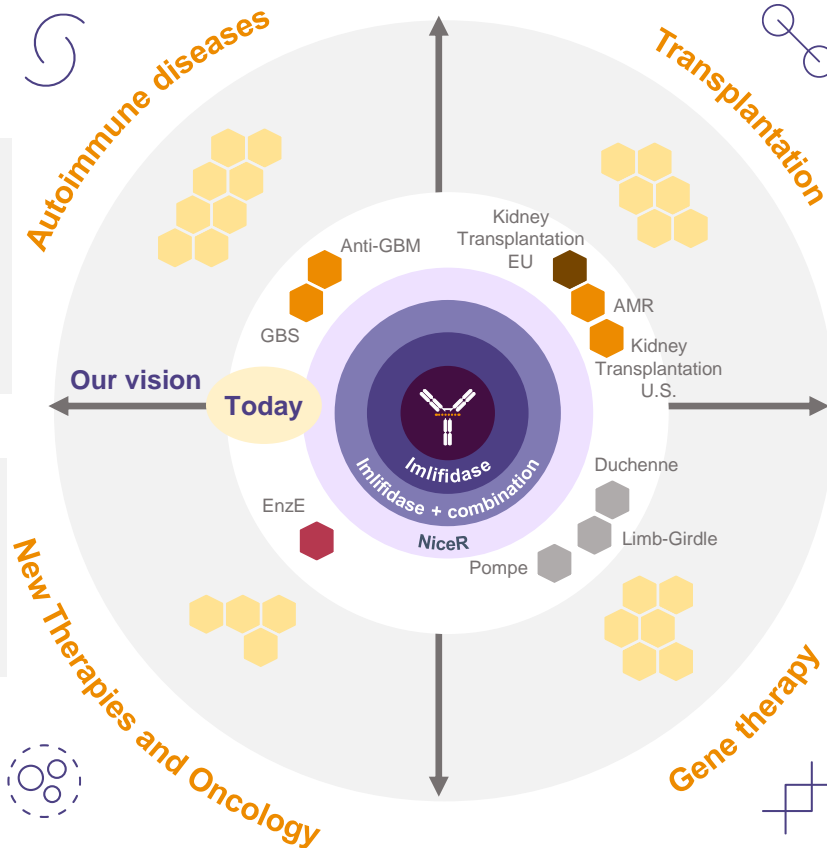 Autoimmune diseases
Transplantation
Anti-GBM
GBS
Kidney
Transplantation
EU
AMR
Kidney
Transplantation
U.S.
Our vision
Today
Imlifidase
Imlifidase + combination
NiceR
EnzE
Duchenne
Limb-Girdle
Pompe
New Therapies and Oncology
Gene therapy